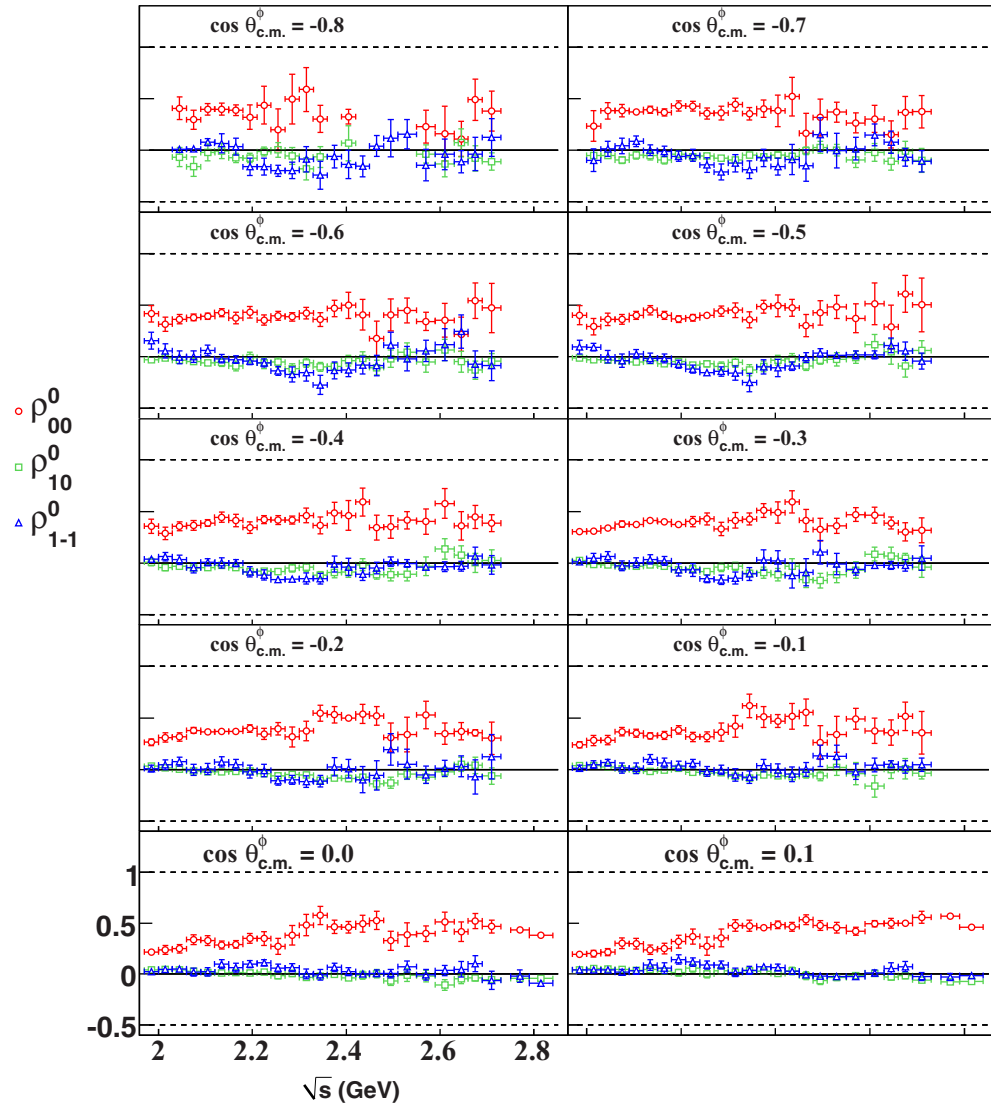 cos θ^ϕ_c.m. = -0.8
cos θ^ϕ_c.m. = -0.7
cos θ^ϕ_c.m. = -0.6
cos θ^ϕ_c.m. = -0.5
ρ^0_00
ρ^0_10
ρ^0_1-1
cos θ^ϕ_c.m. = -0.4
cos θ^ϕ_c.m. = -0.3
cos θ^ϕ_c.m. = -0.2
cos θ^ϕ_c.m. = -0.1
cos θ^ϕ_c.m. = 0.0
cos θ^ϕ_c.m. = 0.1
1
0.5
0
-0.5
2 2.2 2.4 2.6 2.8
√s (GeV)